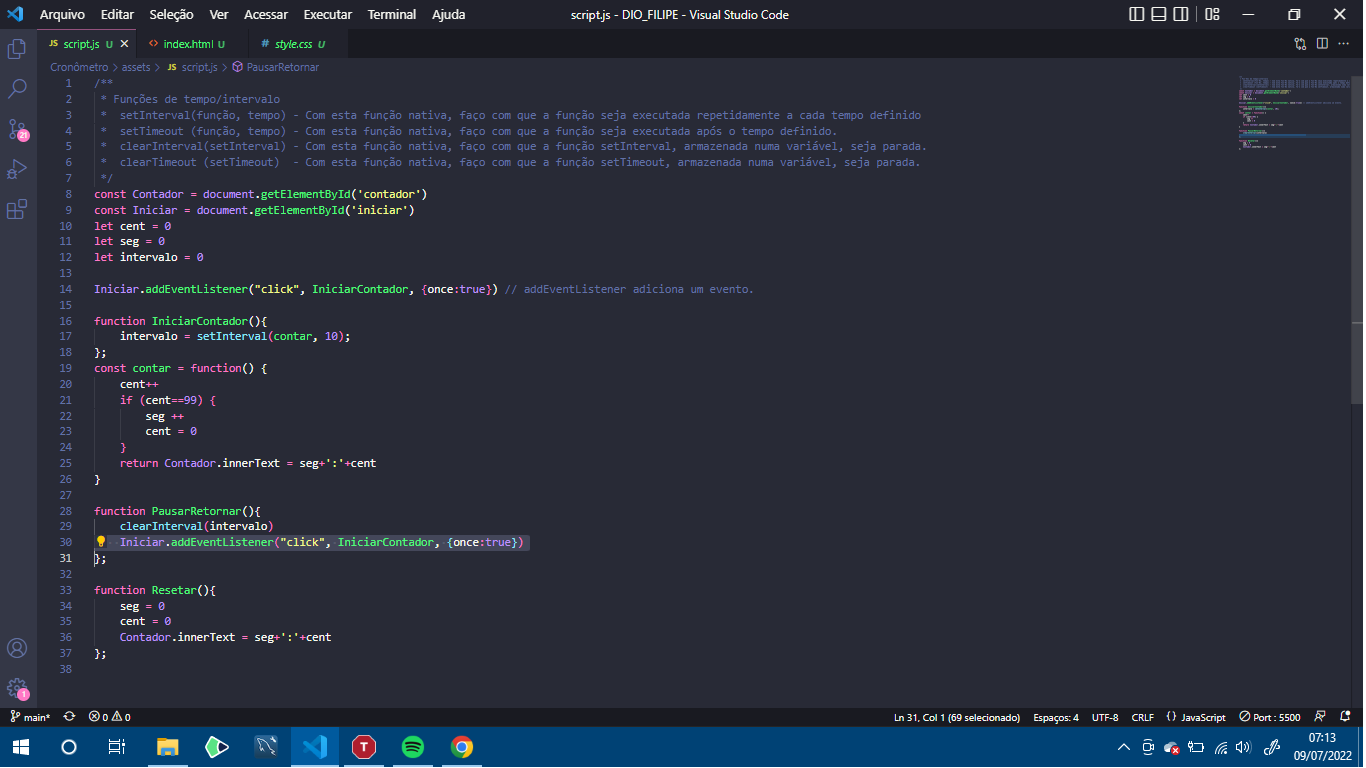 Arquivo Editar Seleção Ver Acessar Executar Terminal Ajuda script.js - DIO_FILIPE - Visual Studio Code
JS script.js U <> index.html U # style.css U
Cronômetro > assets > JS script.js > PausarRetornar
1 /**
2  * Funções de tempo/intervalo
3  *  setInterval(função, tempo) - Com esta função nativa, faço com que a função seja executada repetidamente a cada tempo definido
4  *  setTimeout (função, tempo) - Com esta função nativa, faço com que a função seja executada após o tempo definido.
5  *  clearInterval(setInterval) - Com esta função nativa, faço com que a função setInterval, armazenada numa variável, seja parada.
6  *  clearTimeout (setTimeout)  - Com esta função nativa, faço com que a função setTimeout, armazenada numa variável, seja parada.
7  */
8 const Contador = document.getElementById('contador')
9 const Iniciar = document.getElementById('iniciar')
10 let cent = 0
11 let seg = 0
12 let intervalo = 0
13
14 Iniciar.addEventListener("click", IniciarContador, {once:true}) // addEventListener adiciona um evento.
15
16 function IniciarContador(){
17     intervalo = setInterval(contar, 10);
18 };
19 const contar = function() {
20     cent++
21     if (cent==99) {
22         seg ++
23         cent = 0
24     }
25     return Contador.innerText = seg+':'+cent
26 }
27
28 function PausarRetornar(){
29     clearInterval(intervalo)
30     Iniciar.addEventListener("click", IniciarContador, {once:true})
31 };
32
33 function Resetar(){
34     seg = 0
35     cent = 0
36     Contador.innerText = seg+':'+cent
37 };
38
21
1
main* 0 0 Ln 31, Col 1 (69 selecionado) Espaços: 4 UTF-8 CRLF {} JavaScript Port : 5500
T
07:13
09/07/2022